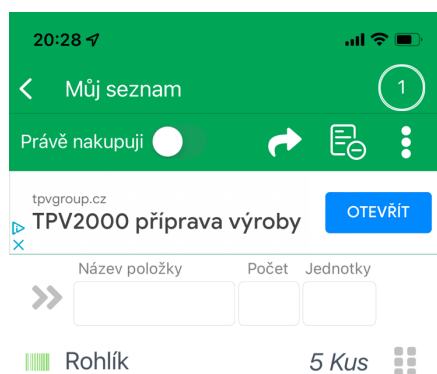 20:28
Můj seznam
1
Právě nakupuji
tpvgroup.cz
TPV2000 příprava výroby
OTEVŘÍT
Název položky Počet Jednotky
Rohlík 5 Kus